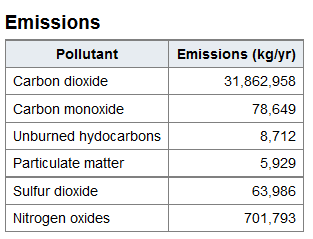 Emissions
Pollutant Emissions (kg/yr)
Carbon dioxide 31,862,958
Carbon monoxide 78,649
Unburned hydocarbons 8,712
Particulate matter 5,929
Sulfur dioxide 63,986
Nitrogen oxides 701,793